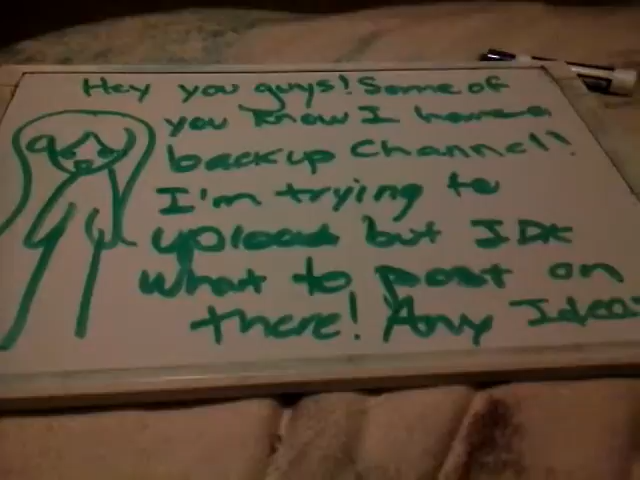 Hey you guys! Some of
you know I have a
backup channel!
I'm trying to
upload but IDK
what to post on
there! Any Ideas